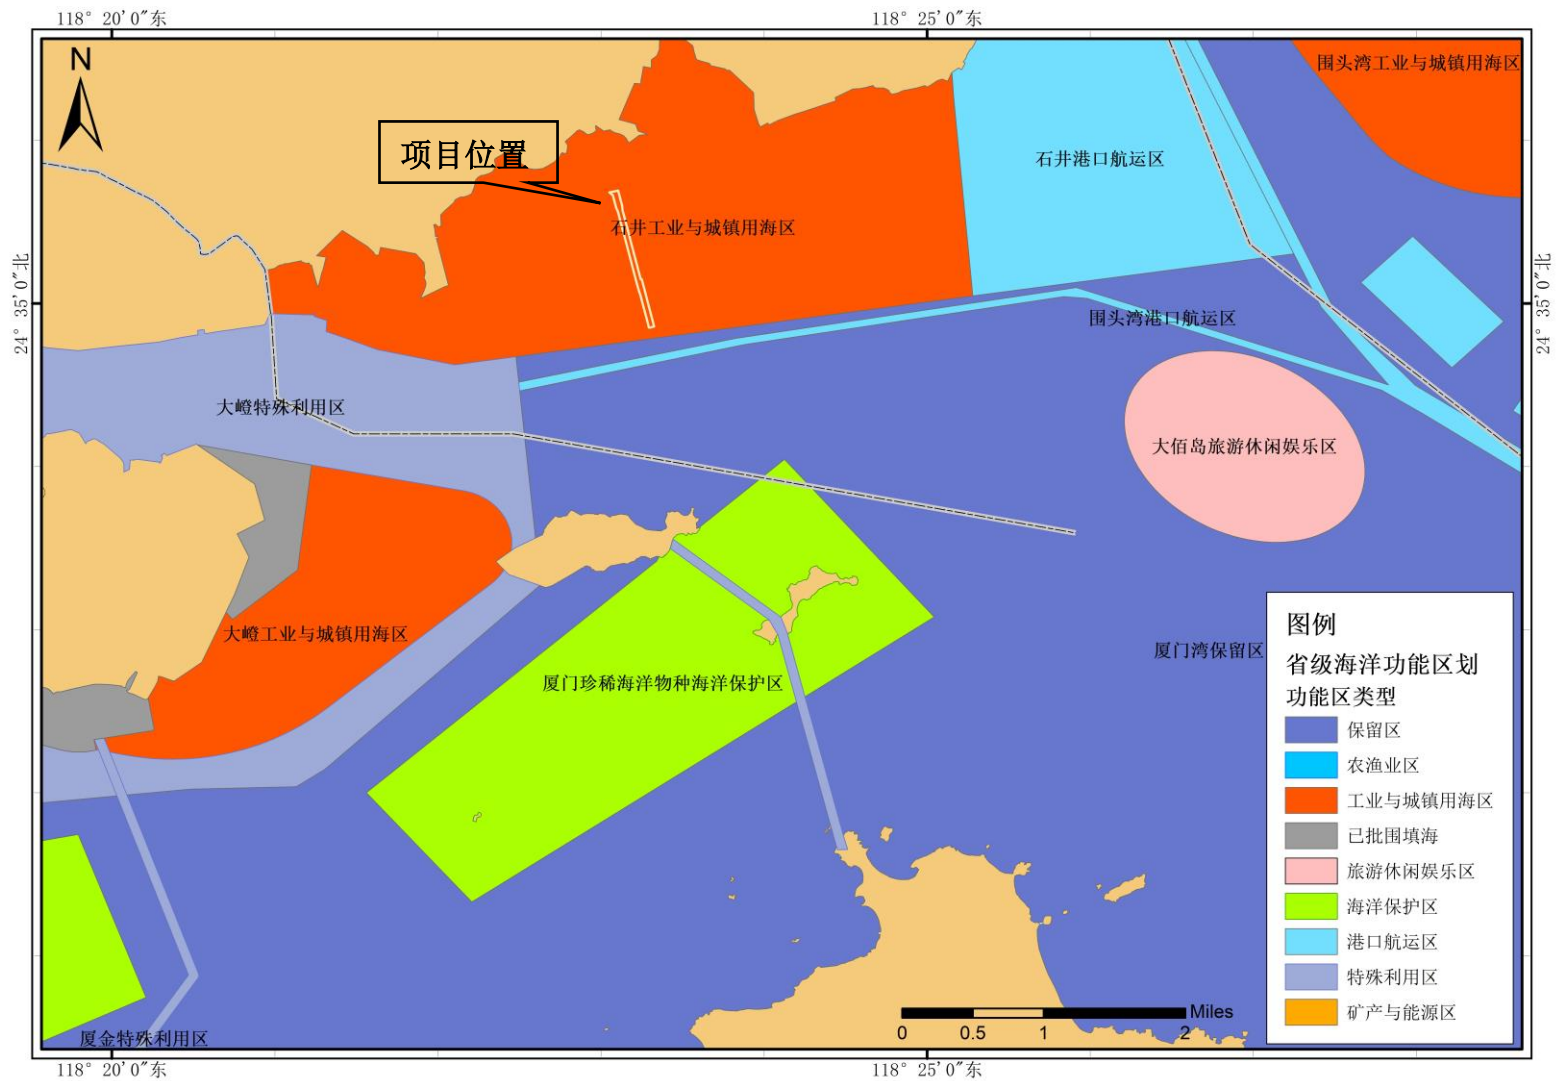 118° 20′0″东
118° 25′0″东
N
围头湾工业与城镇用海区
项目位置
石井港口航运区
石井工业与城镇用海区
24° 35′0″北
24° 35′0″北
围头湾港口航运区
大嶝特殊利用区
大佰岛旅游休闲娱乐区
大嶝工业与城镇用海区
厦门湾保留区
厦门珍稀海洋物种海洋保护区
图例
省级海洋功能区划
功能区类型
保留区
农渔业区
工业与城镇用海区
已批围填海
旅游休闲娱乐区
海洋保护区
港口航运区
特殊利用区
矿产与能源区
Miles
0 0.5 1 2
厦金特殊利用区
118° 20′0″东
118° 25′0″东